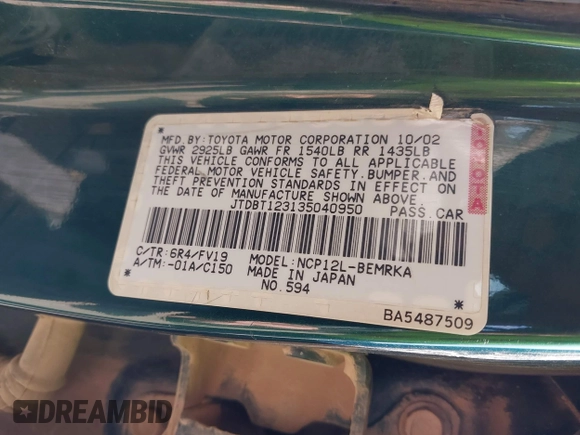 MFD. BY: TOYOTA MOTOR CORPORATION 10/02
GVWR 2925LB GAWR FR 1540LB RR 1435LB
THIS VEHICLE CONFORMS TO ALL APPLICABLE
FEDERAL MOTOR VEHICLE SAFETY, BUMPER, AND
THEFT PREVENTION STANDARDS IN EFFECT ON
THE DATE OF MANUFACTURE SHOWN ABOVE.
JTDBT123135040950 PASS. CAR
TOYOTA
C/TR: 6R4/FV19 MODEL: NCP12L-BEMRKA
A/TM: -01A/C150 MADE IN JAPAN
NO. 594
BA5487509
DREAMBID